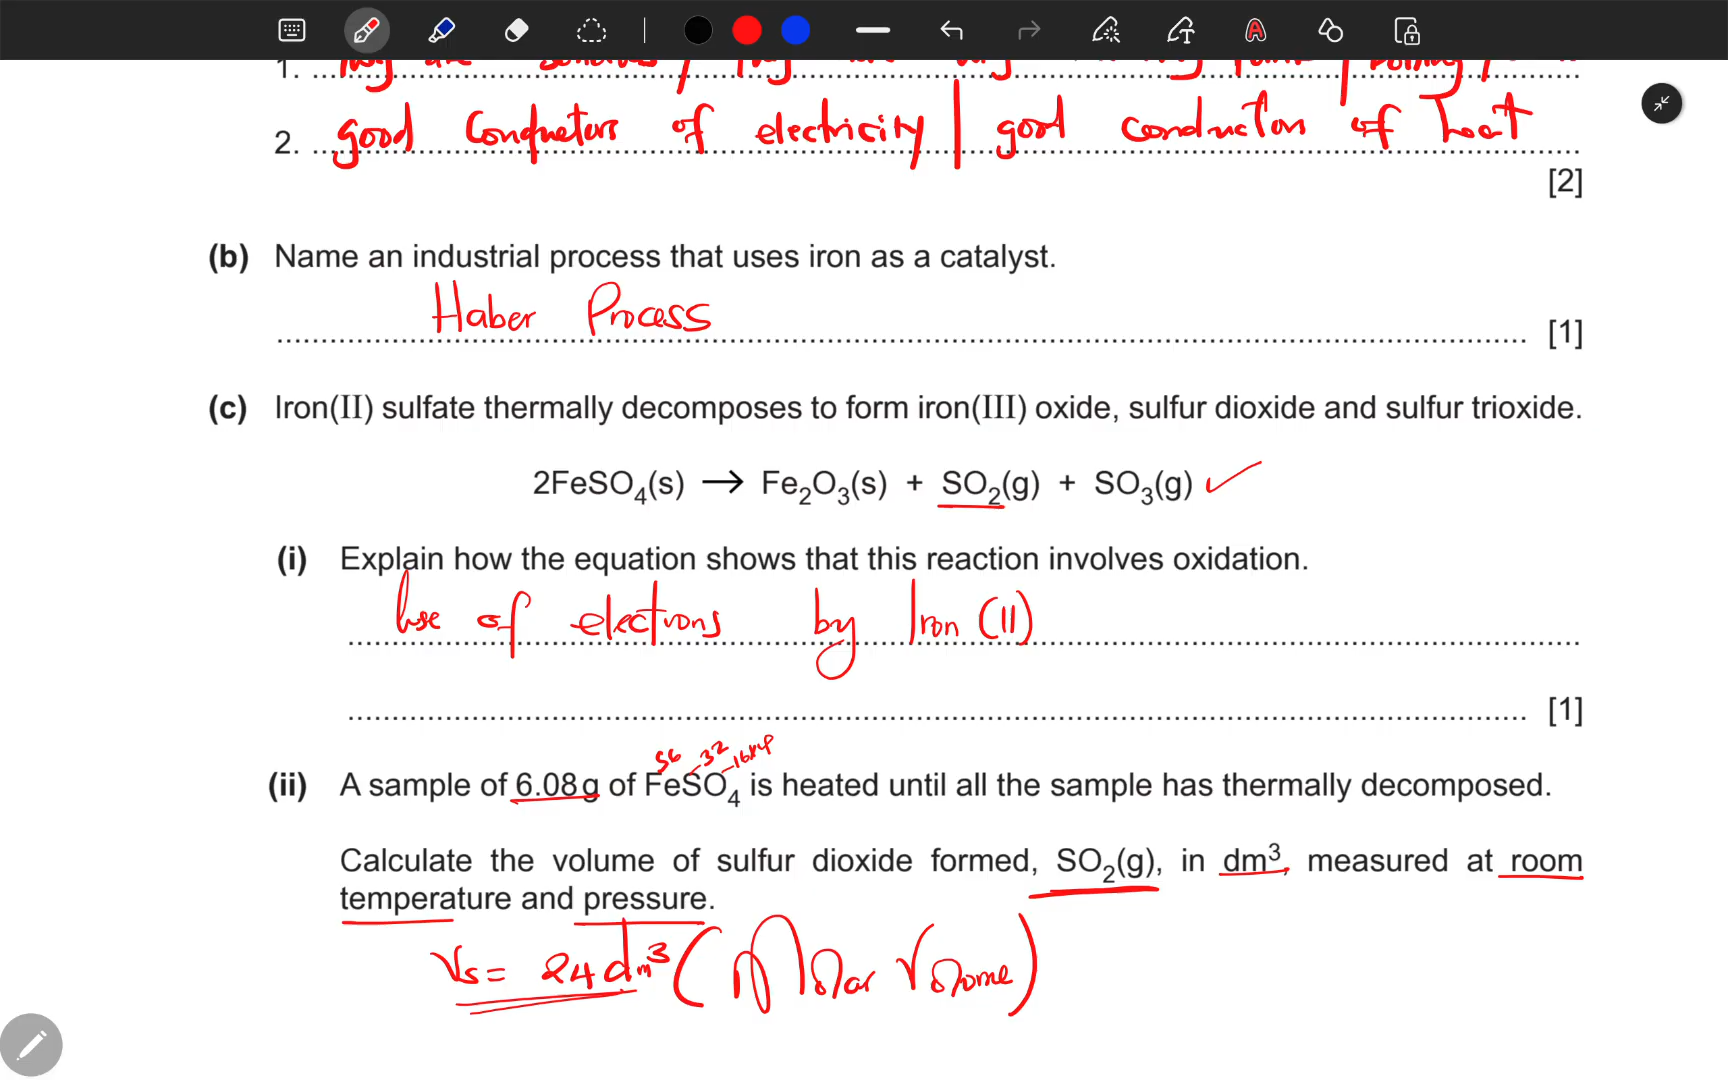 1.
2. good conductors of electricity | good conductors of heat
[2]
(b) Name an industrial process that uses iron as a catalyst.
Haber Process
[1]
(c) Iron(II) sulfate thermally decomposes to form iron(III) oxide, sulfur dioxide and sulfur trioxide.
2FeSO₄(s) → Fe₂O₃(s) + SO₂(g) + SO₃(g) ✓
(i) Explain how the equation shows that this reaction involves oxidation.
lose of electrons by Iron (II)
[1]
56 32 16x4
(ii) A sample of 6.08g of FeSO₄ is heated until all the sample has thermally decomposed.
Calculate the volume of sulfur dioxide formed, SO₂(g), in dm³, measured at room
temperature and pressure.
Vs = 24 dm³ (Molar Volume)